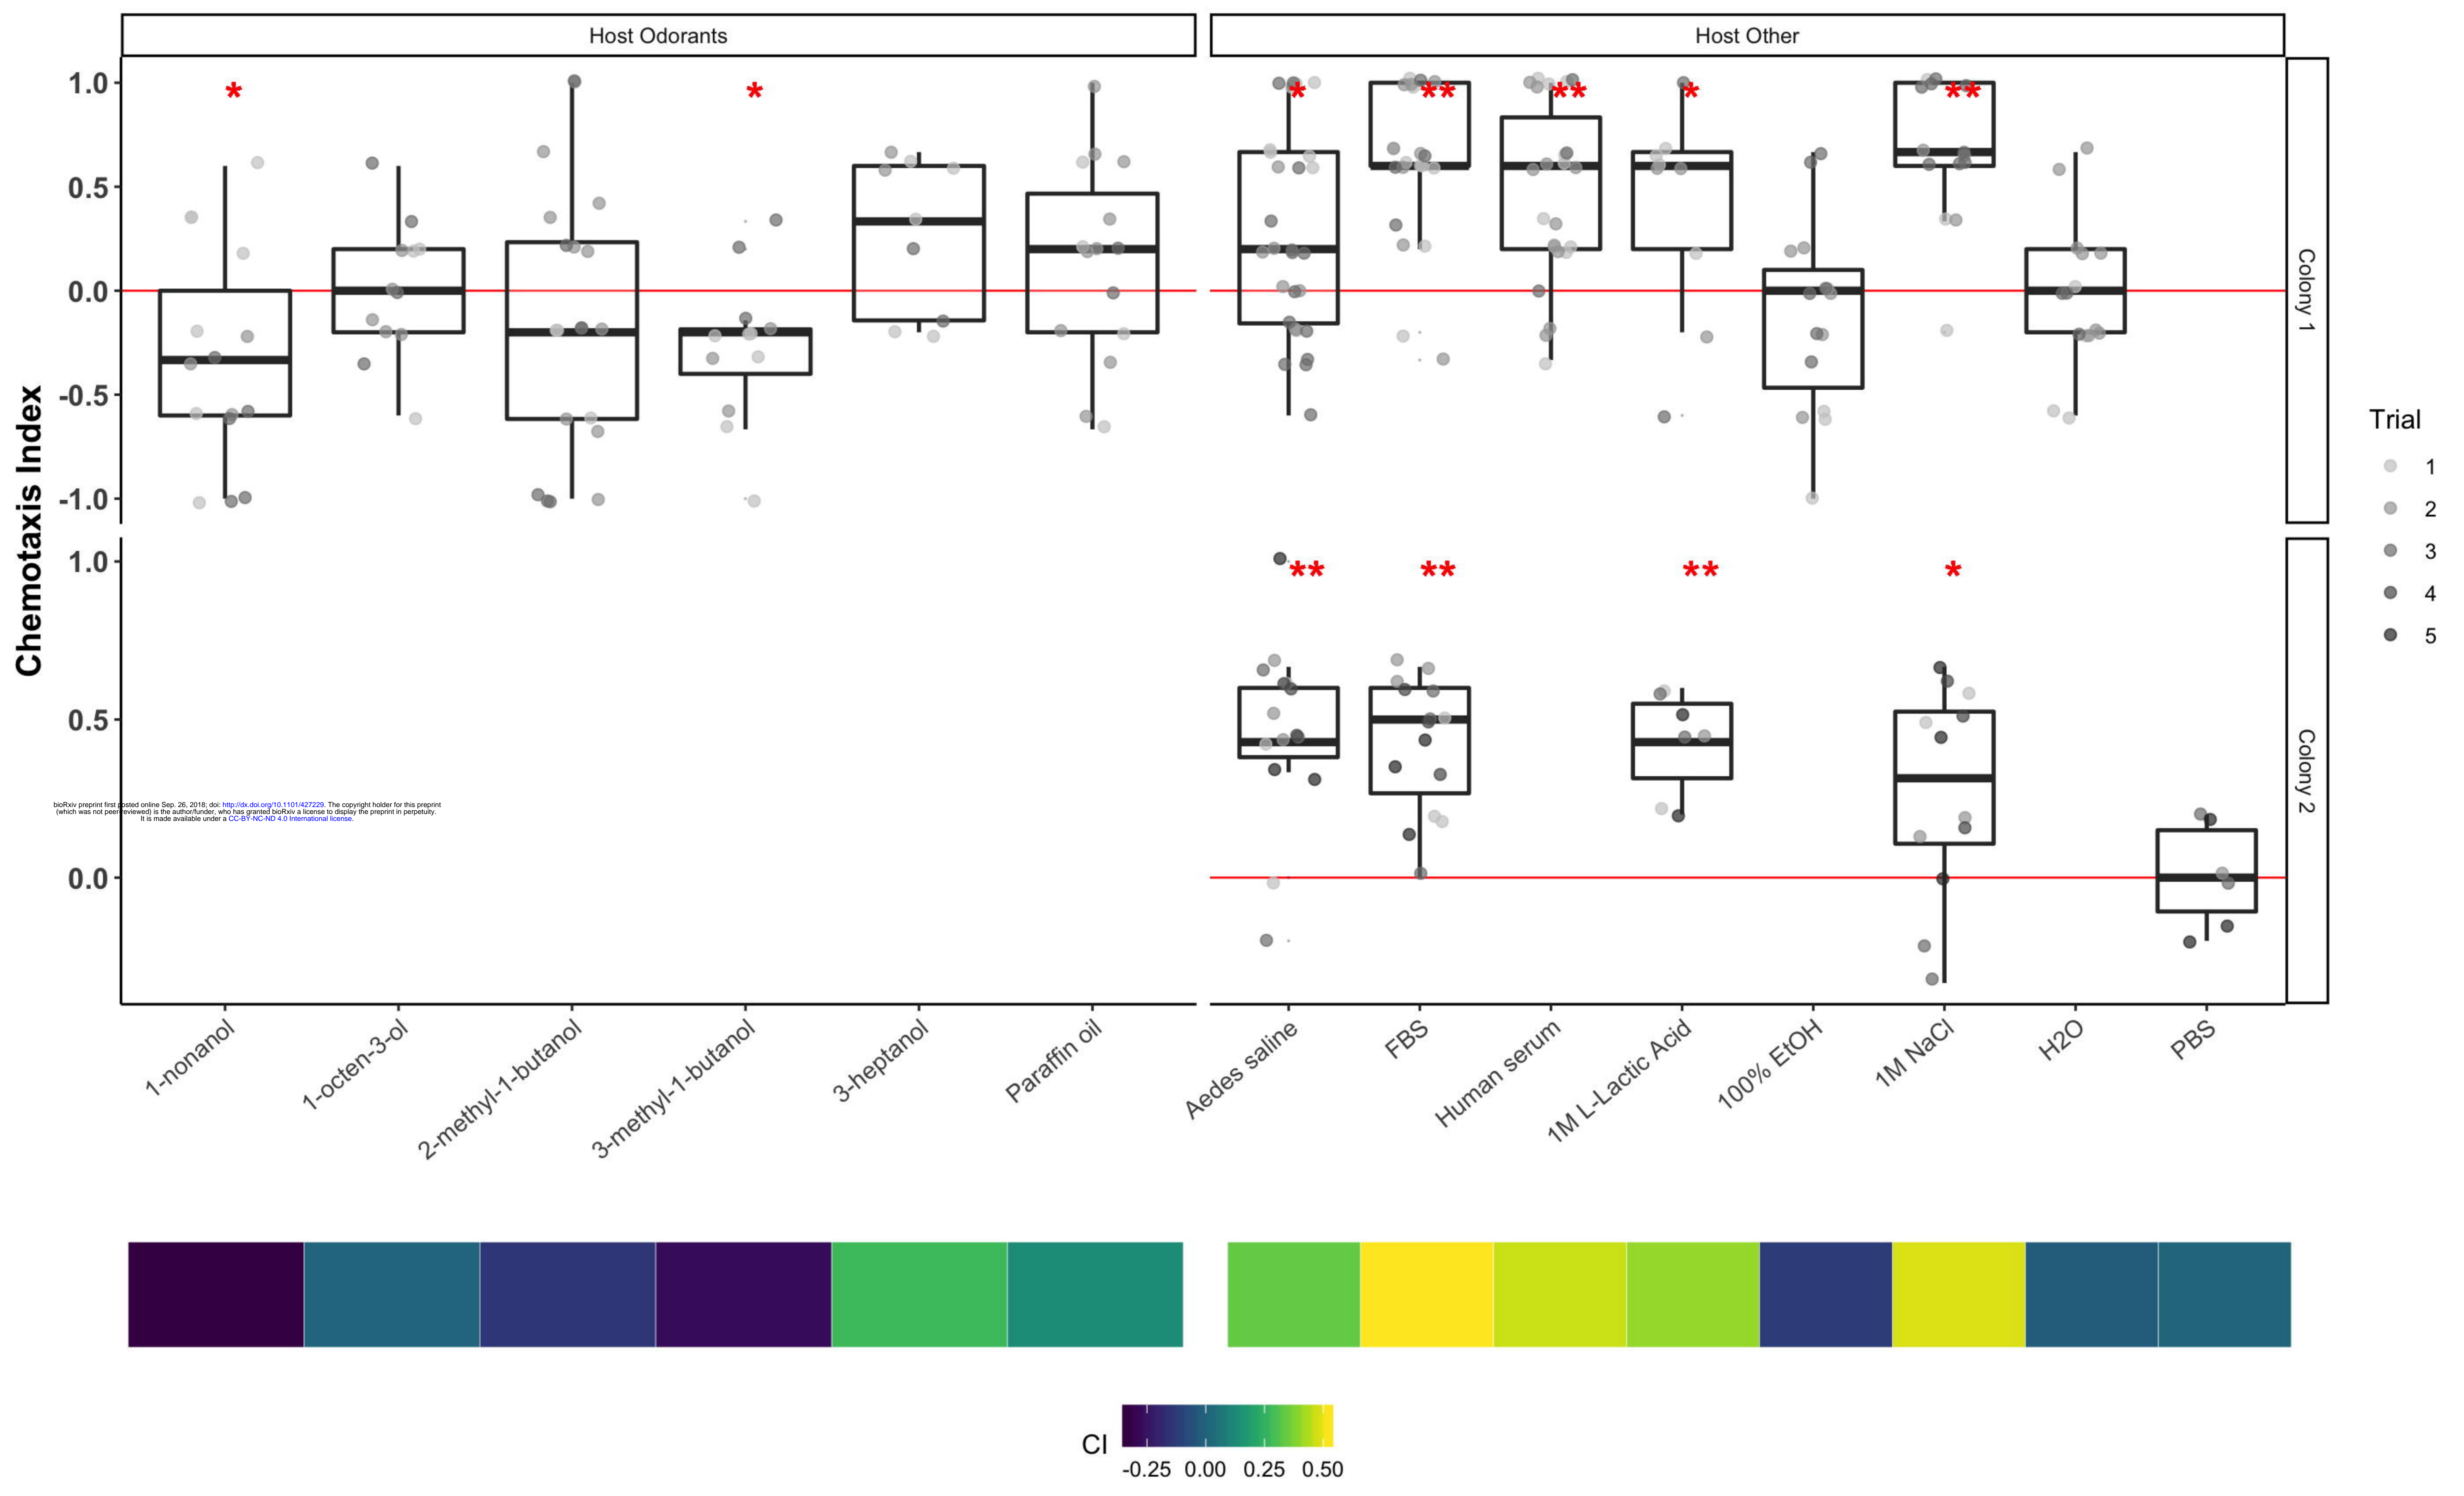 Host Odorants
Host Other
Chemotaxis Index
1.0
0.5
0.0
-0.5
-1.0
* * * ** ** * **
Colony 1
1.0
0.5
0.0
** ** ** *
Colony 2
Trial
1
2
3
4
5
bioRxiv preprint first posted online Sep. 26, 2018; doi: http://dx.doi.org/10.1101/427229. The copyright holder for this preprint
(which was not peer-reviewed) is the author/funder, who has granted bioRxiv a license to display the preprint in perpetuity.
It is made available under a CC-BY-NC-ND 4.0 International license.
1-nonanol
1-octen-3-ol
2-methyl-1-butanol
3-methyl-1-butanol
3-heptanol
Paraffin oil
Aedes saline
FBS
Human serum
1M L-Lactic Acid
100% EtOH
1M NaCl
H2O
PBS
CI
-0.25 0.00 0.25 0.50